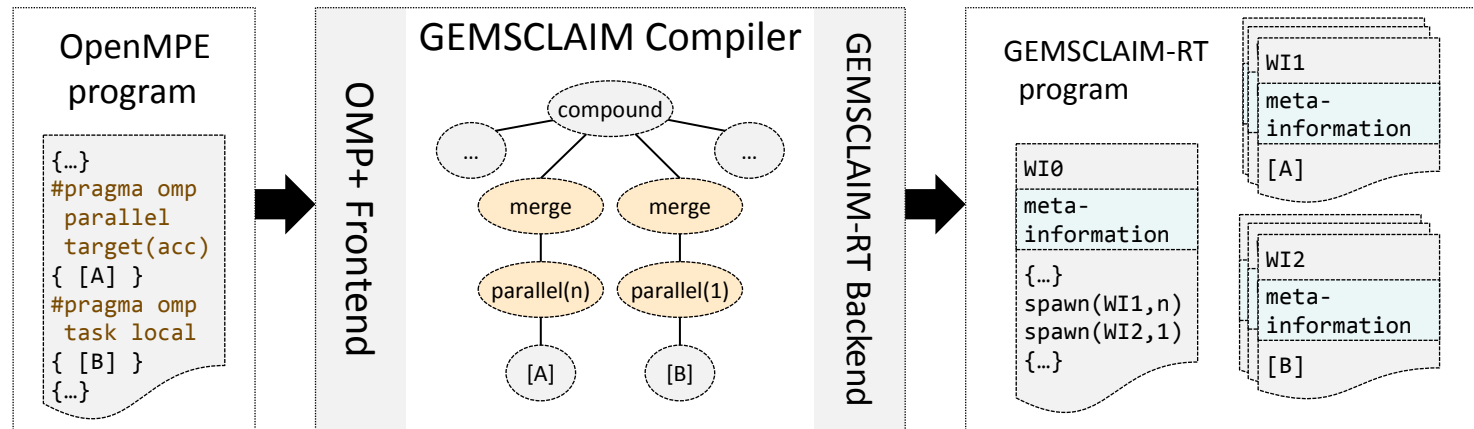 OpenMPE
program
{…}
#pragma omp
parallel
target(acc)
{ [A] }
#pragma omp
task local
{ [B] }
{…}
OMP+ Frontend
GEMSCLAIM Compiler
compound
...
...
merge
merge
parallel(n)
parallel(1)
[A]
[B]
GEMSCLAIM-RT Backend
GEMSCLAIM-RT
program
WI0
meta-
information
{…}
spawn(WI1,n)
spawn(WI2,1)
{…}
WI1
meta-
information
[A]
WI2
meta-
information
[B]